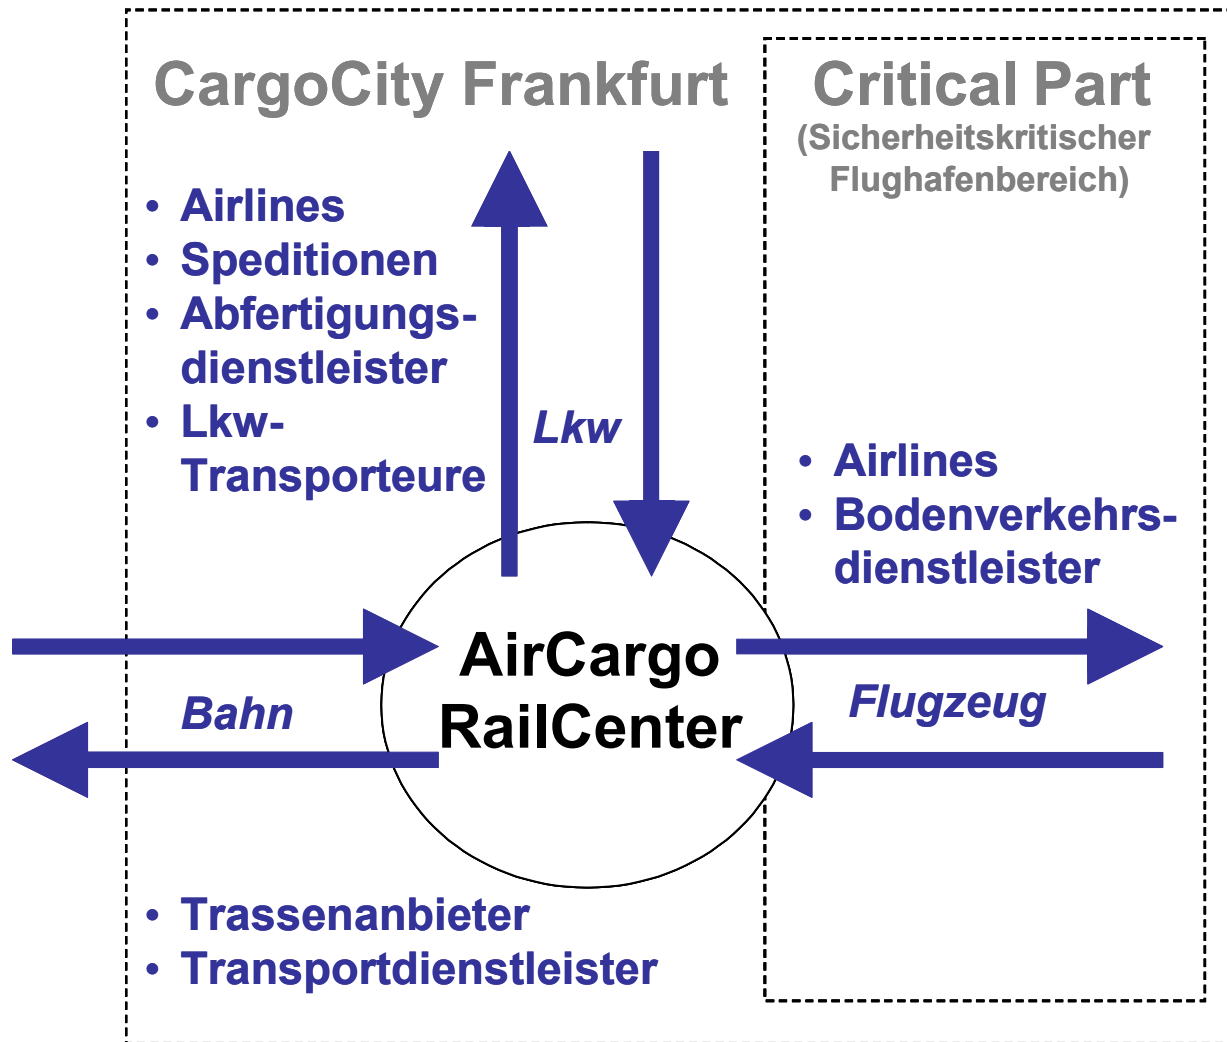 CargoCity Frankfurt
Critical Part
(Sicherheitskritischer
Flughafenbereich)
• Airlines
• Speditionen
• Abfertigungs-
dienstleister
• Lkw-
Transporteure
Lkw
• Airlines
• Bodenverkehrs-
dienstleister
AirCargo
RailCenter
Bahn
Flugzeug
• Trassenanbieter
• Transportdienstleister